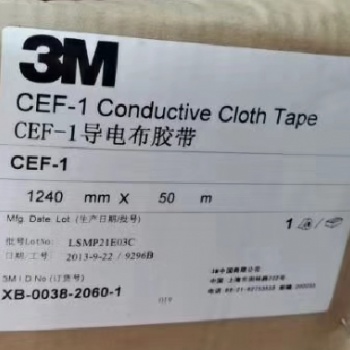 3M
CEF-1 Conductive Cloth Tape
CEF-1导电布胶带
CEF-1
1240 mm X 50 m
Mfg. Date Lot (生产日期/批号)
1
批号LotNo: LSMP21E03C
日期/工号: 2013-9-22 / 9296B
3M中国有限公司
3M I.D No (订货号)
XB-0038-2060-1